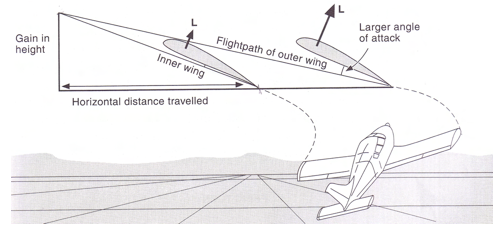 L
L
Gain in
height
Larger angle
of attack
Flightpath of outer wing
Inner wing
Horizontal distance travelled